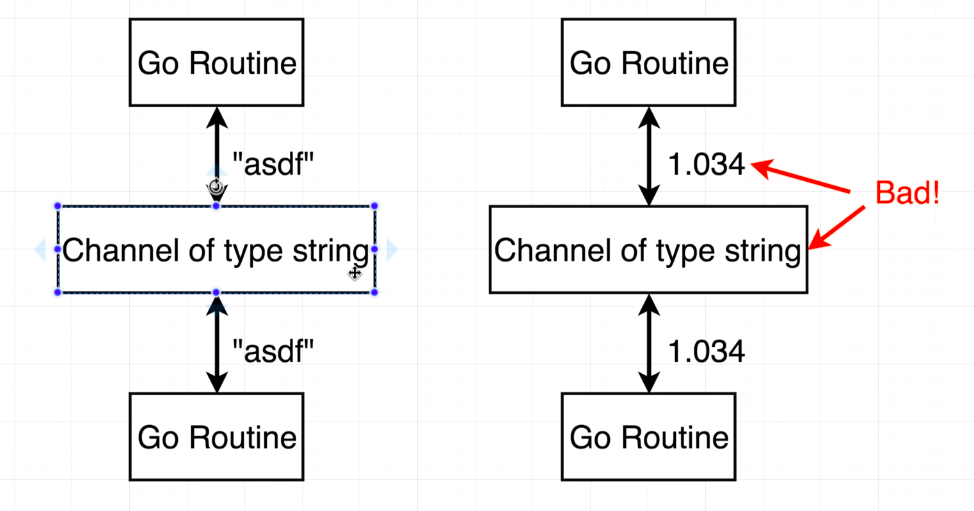 Go Routine
"asdf"
Channel of type string
"asdf"
Go Routine
Go Routine
1.034
Bad!
Channel of type string
1.034
Go Routine